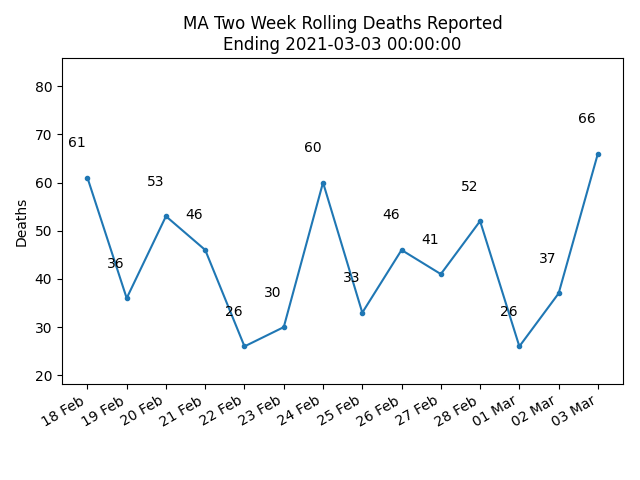 MA Two Week Rolling Deaths Reported
Ending 2021-03-03 00:00:00
Deaths
80
70
60
50
40
30
20
61
36
53
46
26
30
60
33
46
41
52
26
37
66
18 Feb
19 Feb
20 Feb
21 Feb
22 Feb
23 Feb
24 Feb
25 Feb
26 Feb
27 Feb
28 Feb
01 Mar
02 Mar
03 Mar